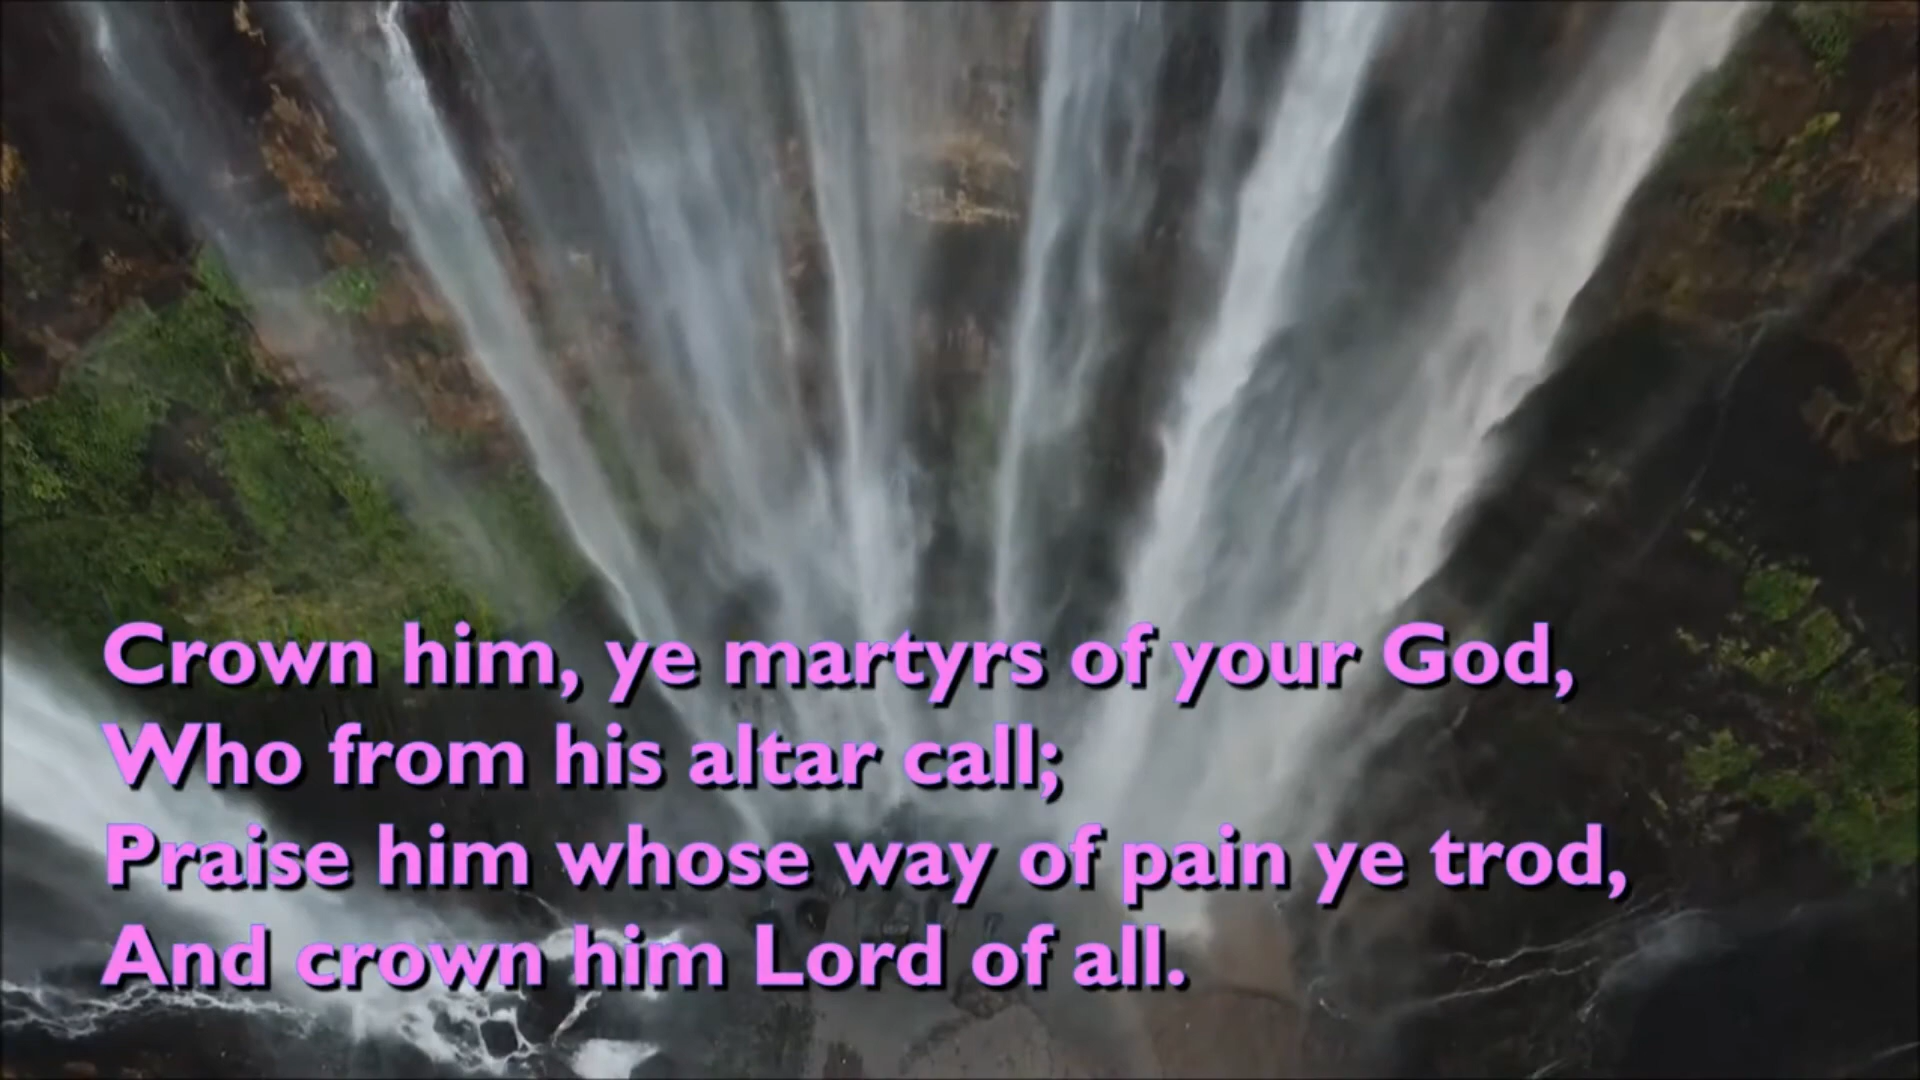 Crown him, ye martyrs of your God,
Who from his altar call;
Praise him whose way of pain ye trod,
And crown him Lord of all.